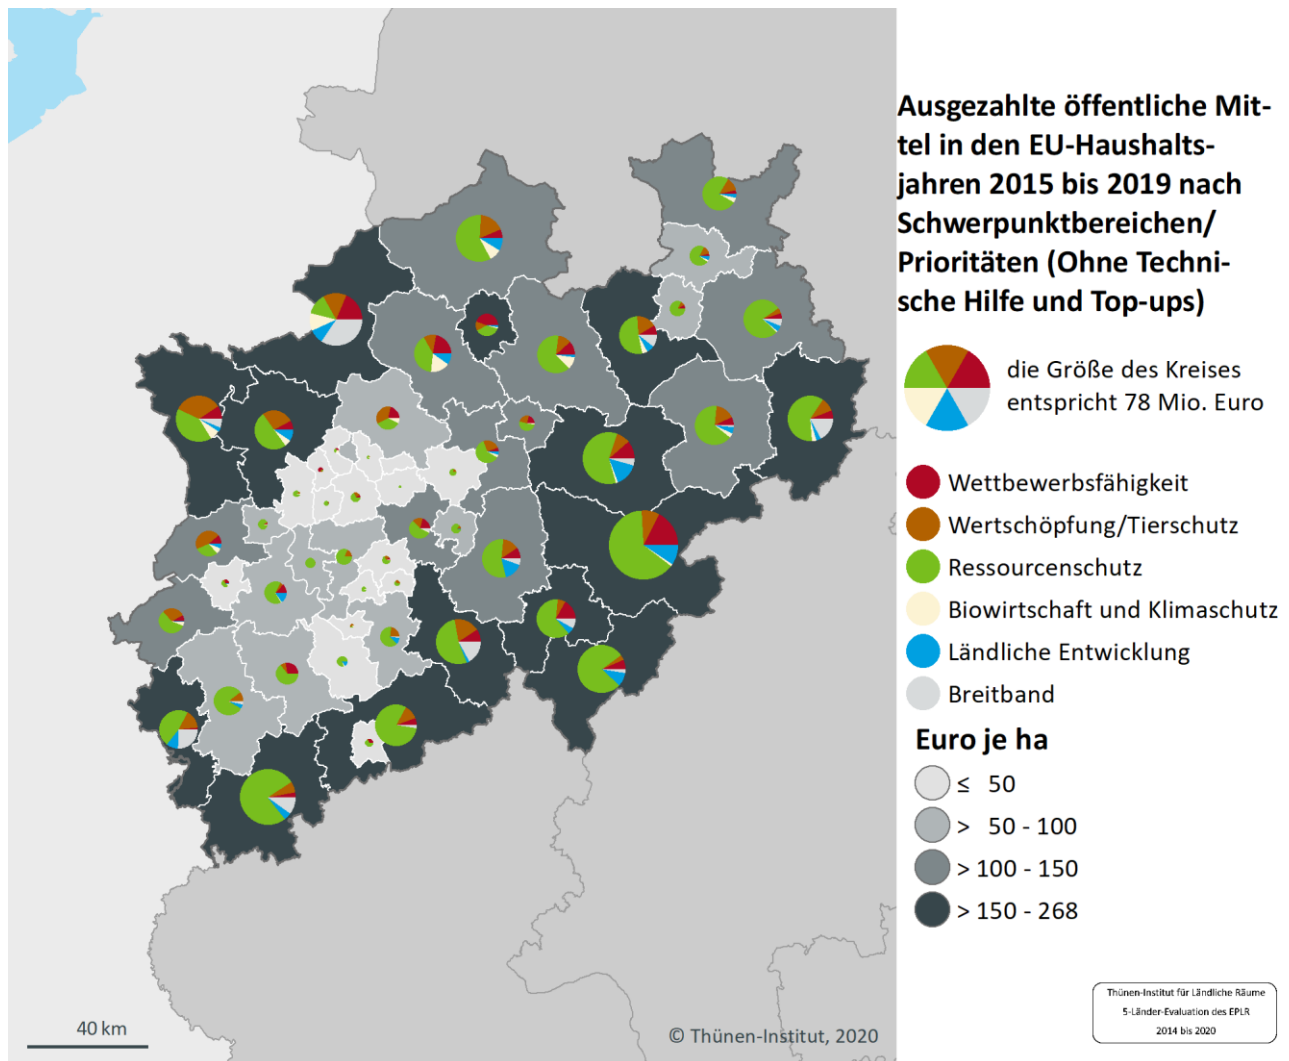 Ausgezahlte öffentliche Mit-
tel in den EU-Haushalts-
jahren 2015 bis 2019 nach
Schwerpunktbereichen/
Prioritäten (Ohne Techni-
sche Hilfe und Top-ups)
die Größe des Kreises
entspricht 78 Mio. Euro
Wettbewerbsfähigkeit
Wertschöpfung/Tierschutz
Ressourcenschutz
Biowirtschaft und Klimaschutz
Ländliche Entwicklung
Breitband
Euro je ha
≤ 50
> 50 - 100
> 100 - 150
> 150 - 268
Thünen-Institut für Ländliche Räume
5-Länder-Evaluation des EPLR
2014 bis 2020
40 km
© Thünen-Institut, 2020